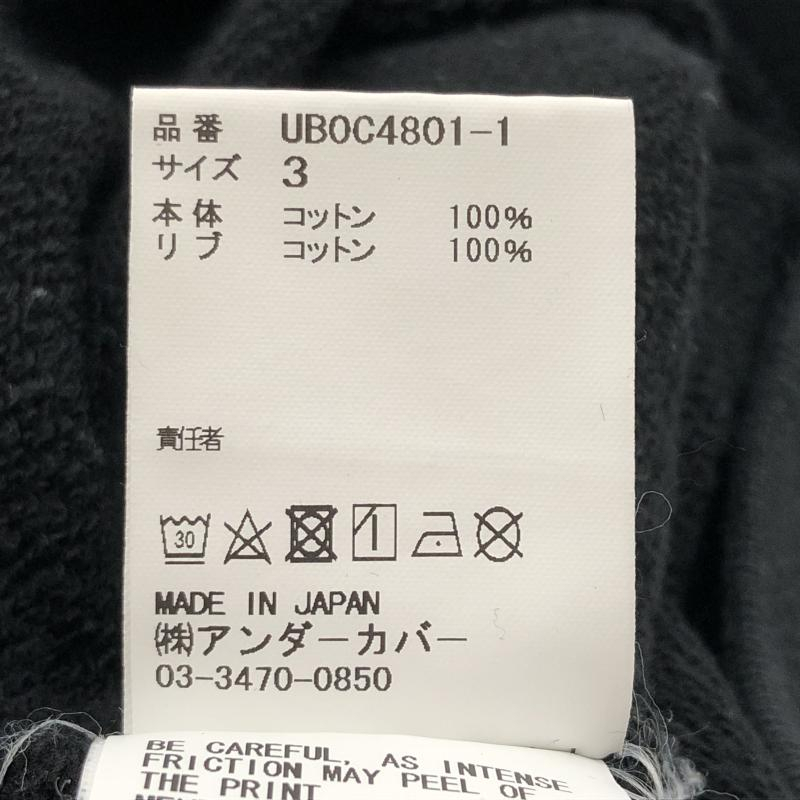 品番 UB0C4801-1
サイズ 3
本体 コットン 100%
リブ コットン 100%
責任者
30
MADE IN JAPAN
㈱アンダーカバー
03-3470-0850
BE CAREFUL, AS INTENSE
FRICTION MAY PEEL OF
THE PRINT